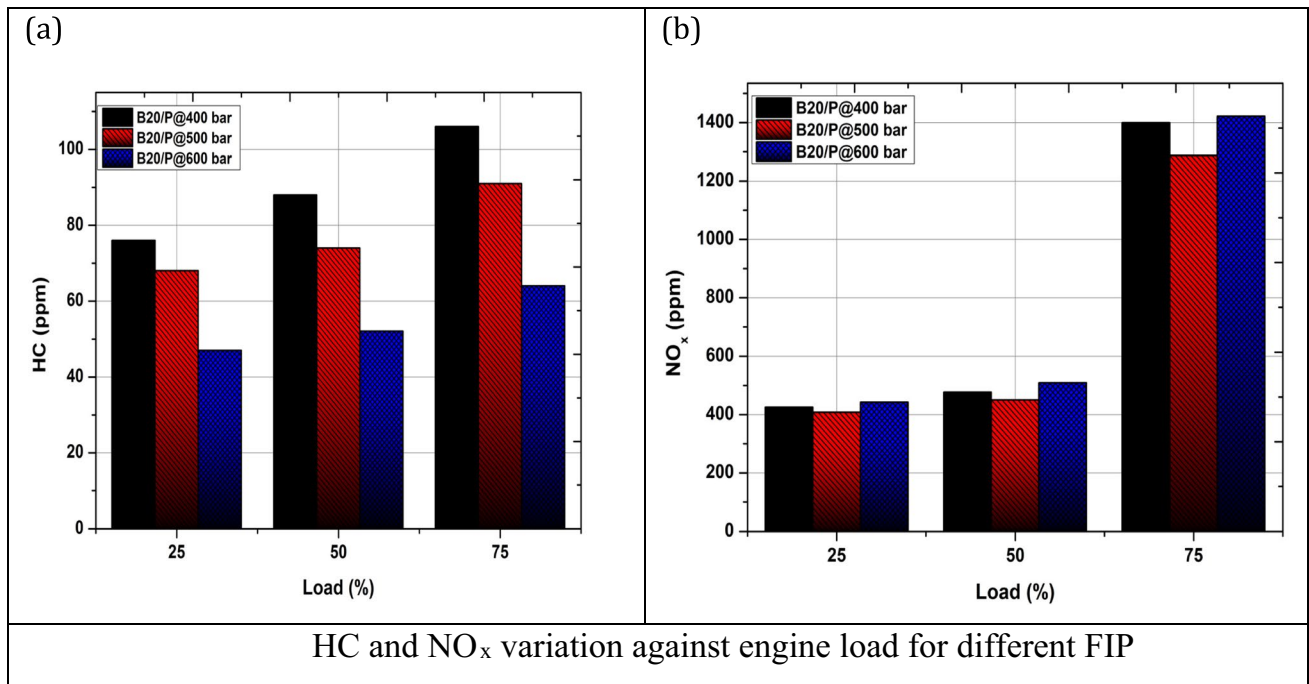 (a)
B20/P@400 bar
B20/P@500 bar
B20/P@600 bar
HC (ppm)
100
80
60
40
20
0
25 50 75
Load (%)
(b)
B20/P@400 bar
B20/P@500 bar
B20/P@600 bar
NOx (ppm)
1400
1200
1000
800
600
400
200
0
25 50 75
Load (%)
HC and NOx variation against engine load for different FIP